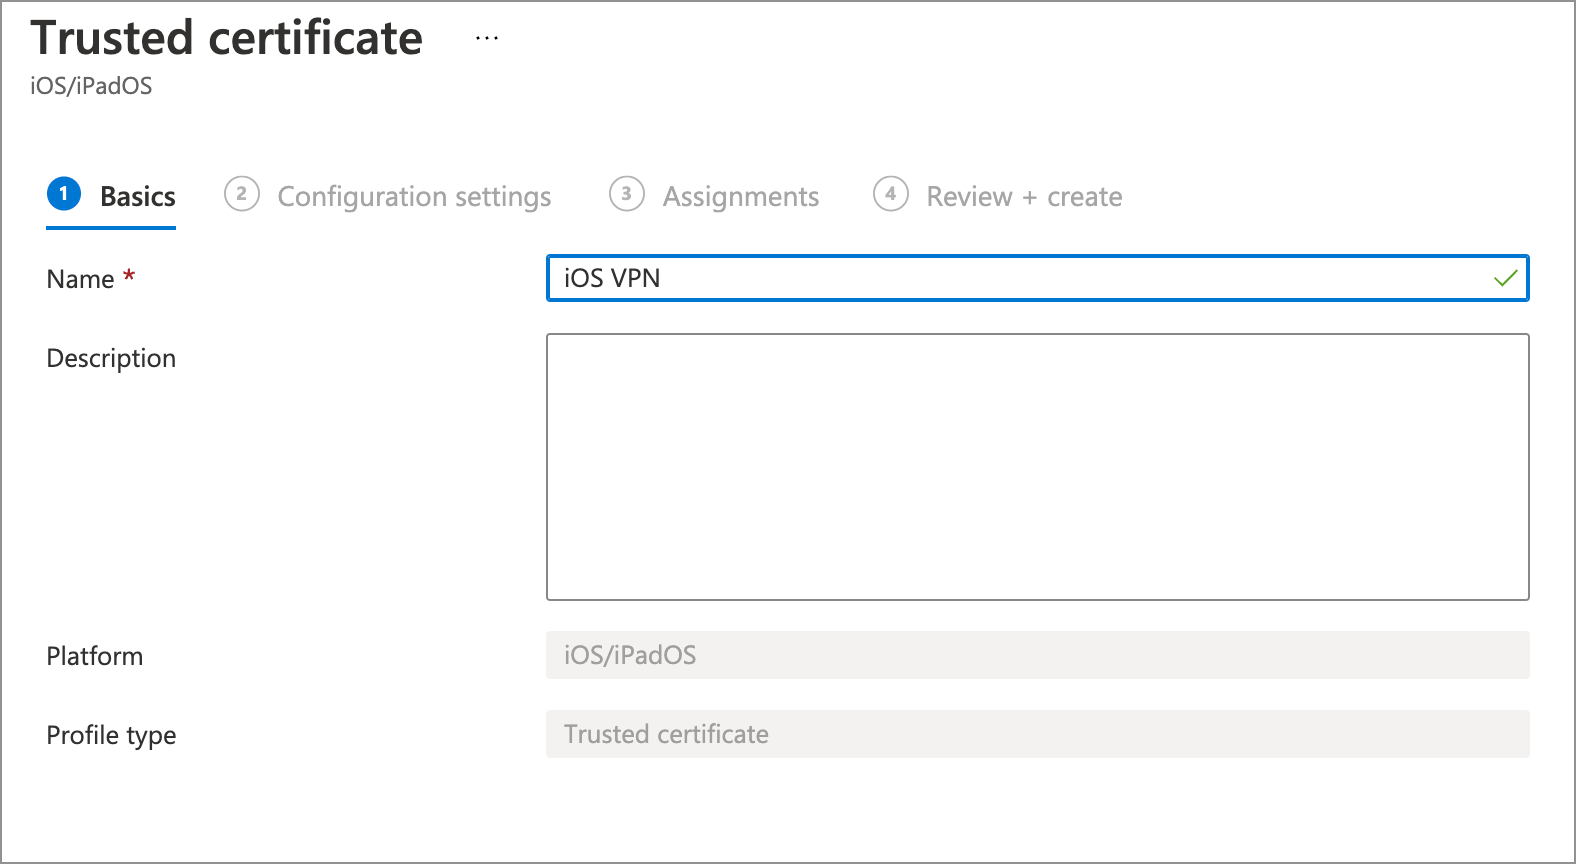 Trusted certificate ...
iOS/iPadOS
1 Basics 2 Configuration settings 3 Assignments 4 Review + create
Name * iOS VPN
Description
Platform iOS/iPadOS
Profile type Trusted certificate